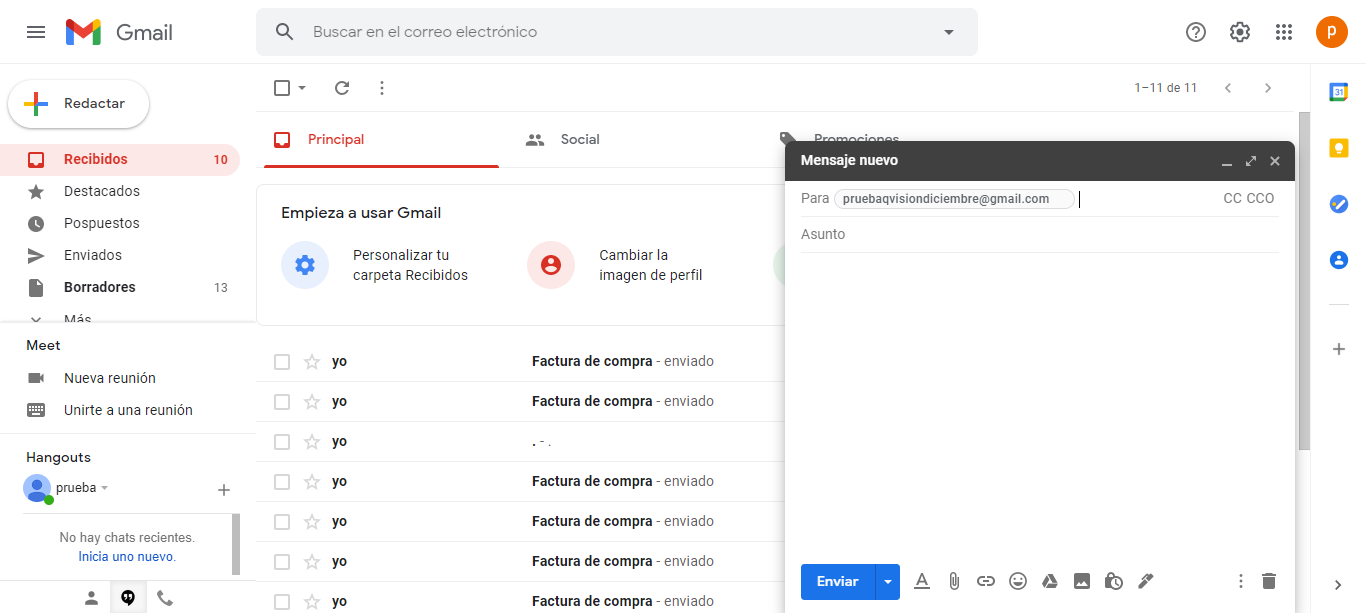 Gmail
Buscar en el correo electrónico
p
Redactar
1–11 de 11
31
Recibidos 10
Destacados
Pospuestos
Enviados
Borradores 13
Más
Principal
Social
Promociones
Empieza a usar Gmail
Personalizar tu
carpeta Recibidos
Cambiar la
imagen de perfil
Meet
Nueva reunión
Unirte a una reunión
Hangouts
prueba
No hay chats recientes.
Inicia uno nuevo.
yo Factura de compra - enviado
yo Factura de compra - enviado
yo . - .
yo Factura de compra - enviado
yo Factura de compra - enviado
yo Factura de compra - enviado
yo Factura de compra - enviado
Mensaje nuevo
Para pruebaqvisiondiciembre@gmail.com CC CCO
Asunto
Enviar